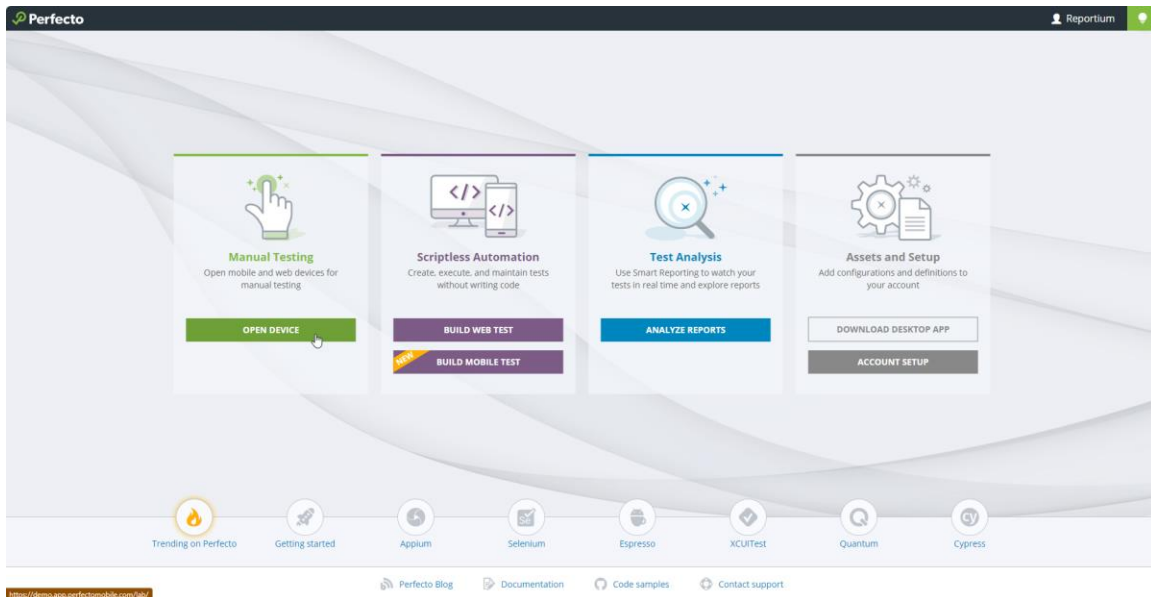 Perfecto
Reportium
</>
</>
Manual Testing
Open mobile and web devices for
manual testing
OPEN DEVICE
Scriptless Automation
Create, execute, and maintain tests
without writing code
BUILD WEB TEST
NEW
BUILD MOBILE TEST
Test Analysis
Use Smart Reporting to watch your
tests in real time and explore reports
ANALYZE REPORTS
Assets and Setup
Add configurations and definitions to
your account
DOWNLOAD DESKTOP APP
ACCOUNT SETUP
Se
Q
cy
Trending on Perfecto
Getting started
Appium
Selenium
Espresso
XCUITest
Quantum
Cypress
Perfecto Blog
Documentation
Code samples
Contact support
https://demo.app.perfectomobile.com/lab/